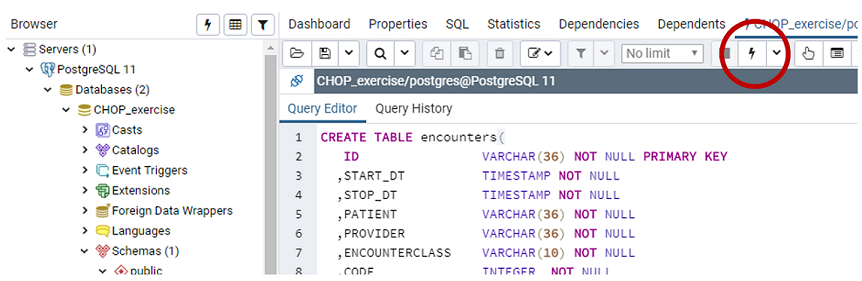 Browser
Servers (1)
PostgreSQL 11
Databases (2)
CHOP_exercise
Casts
Catalogs
Event Triggers
Extensions
Foreign Data Wrappers
Languages
Schemas (1)
public
Dashboard Properties SQL Statistics Dependencies Dependents CHOP_exercise/po
No limit
CHOP_exercise/postgres@PostgreSQL 11
Query Editor Query History
1 CREATE TABLE encounters(
2 ID VARCHAR(36) NOT NULL PRIMARY KEY
3 ,START_DT TIMESTAMP NOT NULL
4 ,STOP_DT TIMESTAMP NOT NULL
5 ,PATIENT VARCHAR(36) NOT NULL
6 ,PROVIDER VARCHAR(36) NOT NULL
7 ,ENCOUNTERCLASS VARCHAR(10) NOT NULL
8 ,CODE INTEGER NOT NULL